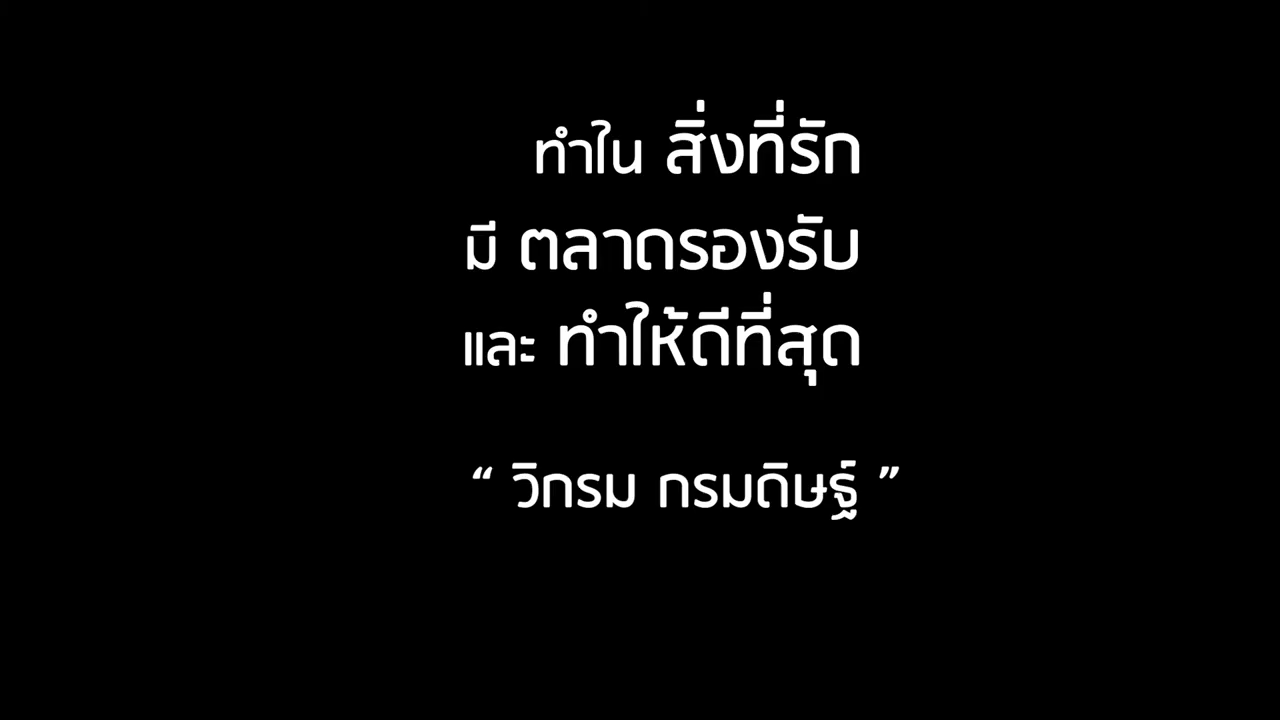 ทำใน สิ่งที่รัก
มี ตลาดรองรับ
และ ทำให้ดีที่สุด
“ วิกรม กรมดิษฐ์ ”